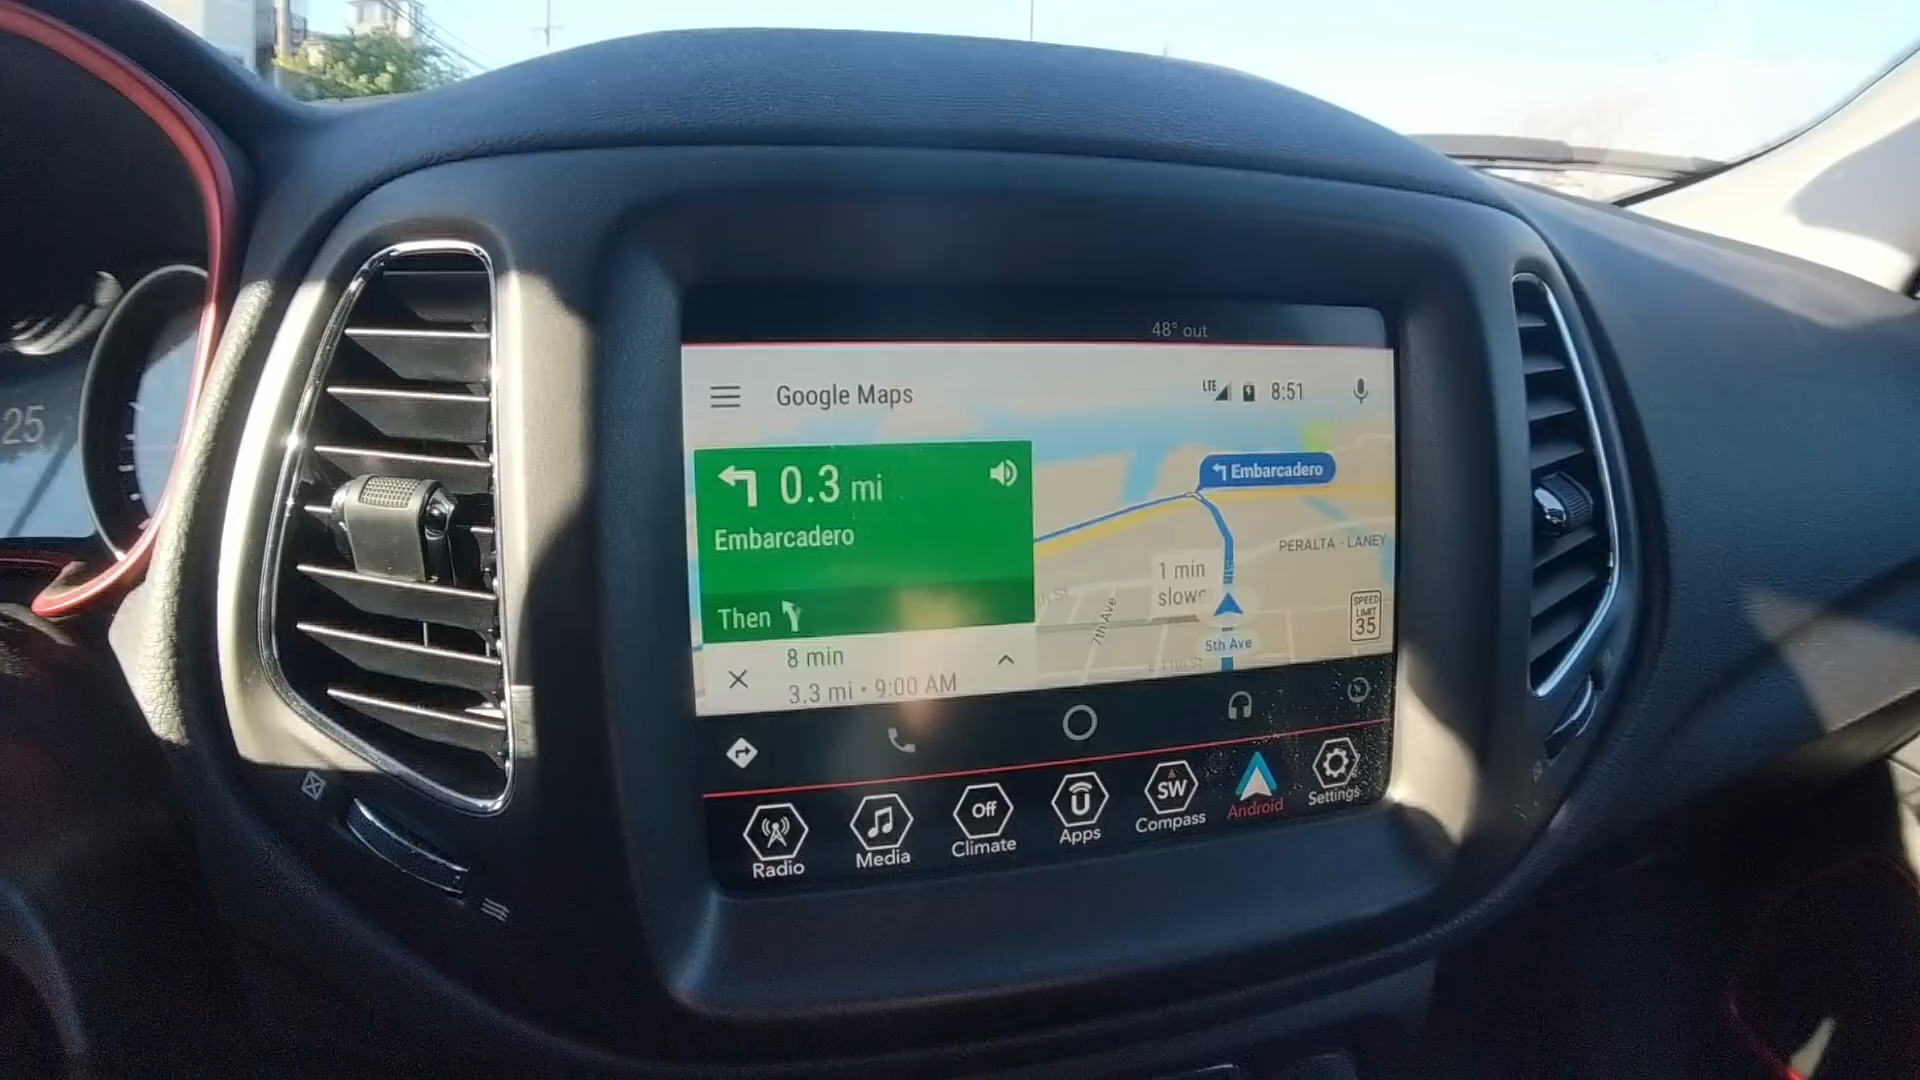 48° out
Google Maps
LTE
8:51
0.3 mi
Embarcadero
Then
8 min
3.3 mi • 9:00 AM
Embarcadero
PERALTA - LANEY
1 min
slowe
7th Ave
5th Ave
SPEED
LIMIT
35
25
Off
SW
Radio
Media
Climate
Apps
Compass
Android
Settings